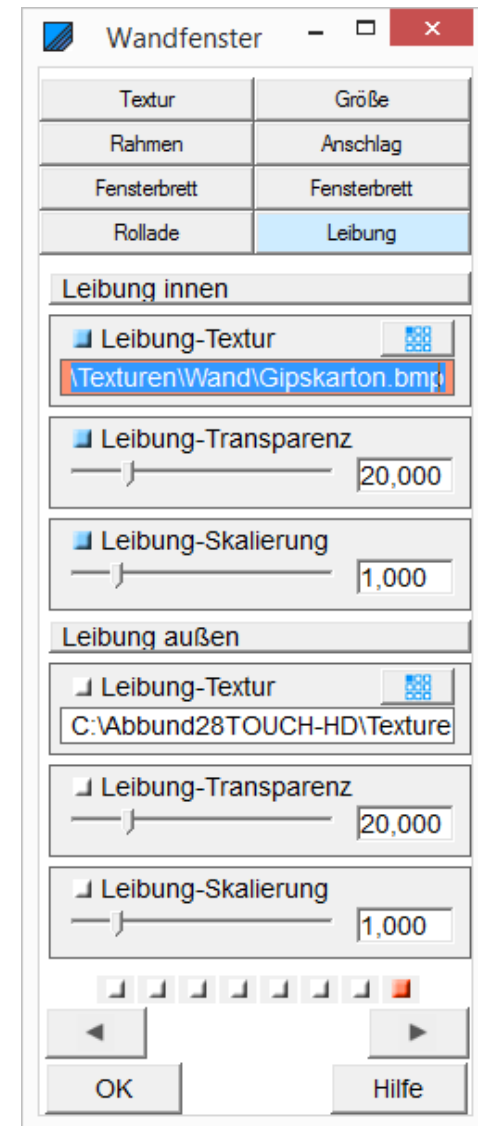 Wandfenster
Textur Größe
Rahmen Anschlag
Fensterbrett Fensterbrett
Rollade Leibung
Leibung innen
Leibung-Textur
\Texturen\Wand\Gipskarton.bmp
Leibung-Transparenz
20,000
Leibung-Skalierung
1,000
Leibung außen
Leibung-Textur
C:\Abbund28TOUCH-HD\Texture
Leibung-Transparenz
20,000
Leibung-Skalierung
1,000
OK Hilfe